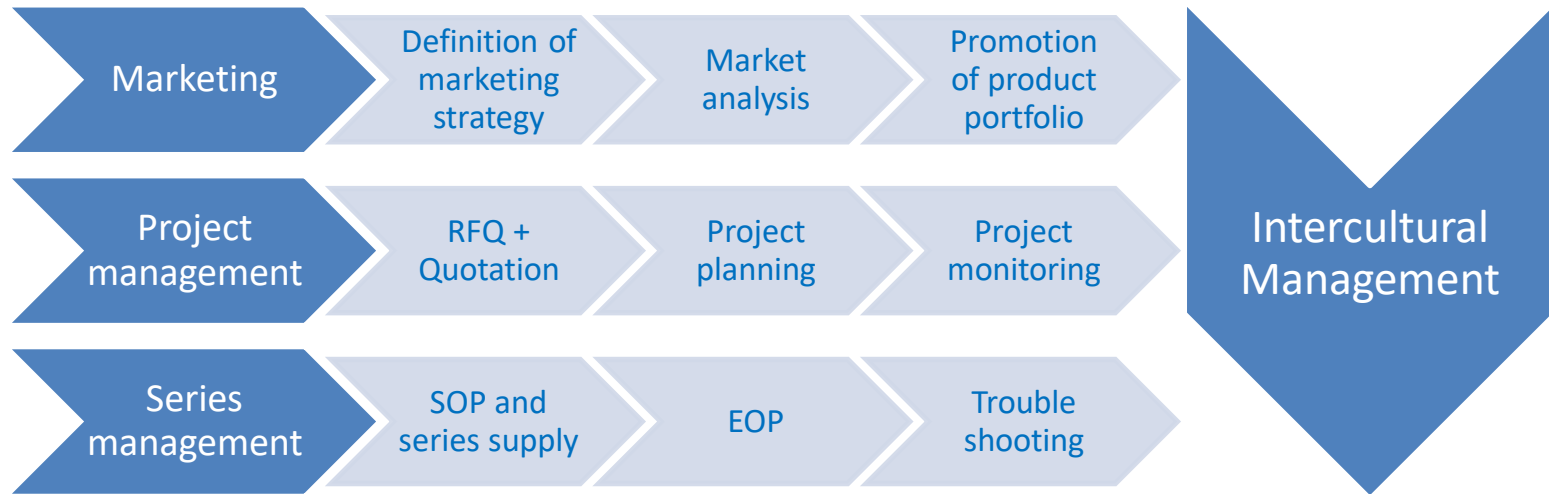 Marketing
Definition of
marketing
strategy
Market
analysis
Promotion
of product
portfolio
Project
management
RFQ +
Quotation
Project
planning
Project
monitoring
Series
management
SOP and
series supply
EOP
Trouble
shooting
Intercultural
Management